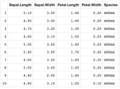 Sepal.Length Sepal.Width Petal.Length Petal.Width Species
1 5.10 3.50 1.40 0.20 setosa
2 4.90 3.00 1.40 0.20 setosa
3 4.70 3.20 1.30 0.20 setosa
4 4.60 3.10 1.50 0.20 setosa
5 5.00 3.60 1.40 0.20 setosa
6 5.40 3.90 1.70 0.40 setosa
7 4.60 3.40 1.40 0.30 setosa
8 5.00 3.40 1.50 0.20 setosa
9 4.40 2.90 1.40 0.20 setosa
10 4.90 3.10 1.50 0.10 setosa